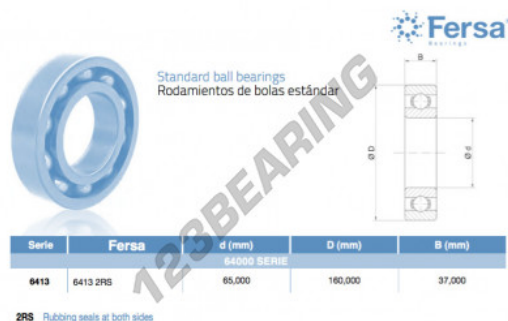 Fersa
Bearings
Standard ball bearings
Rodamientos de bolas estándar
B
Ø D
Ø d
123BEARING
Serie Fersa d (mm) D (mm) B (mm)
64000 SERIE
6413 6413 2RS 65,000 160,000 37,000
2RS Rubbing seals at both sides